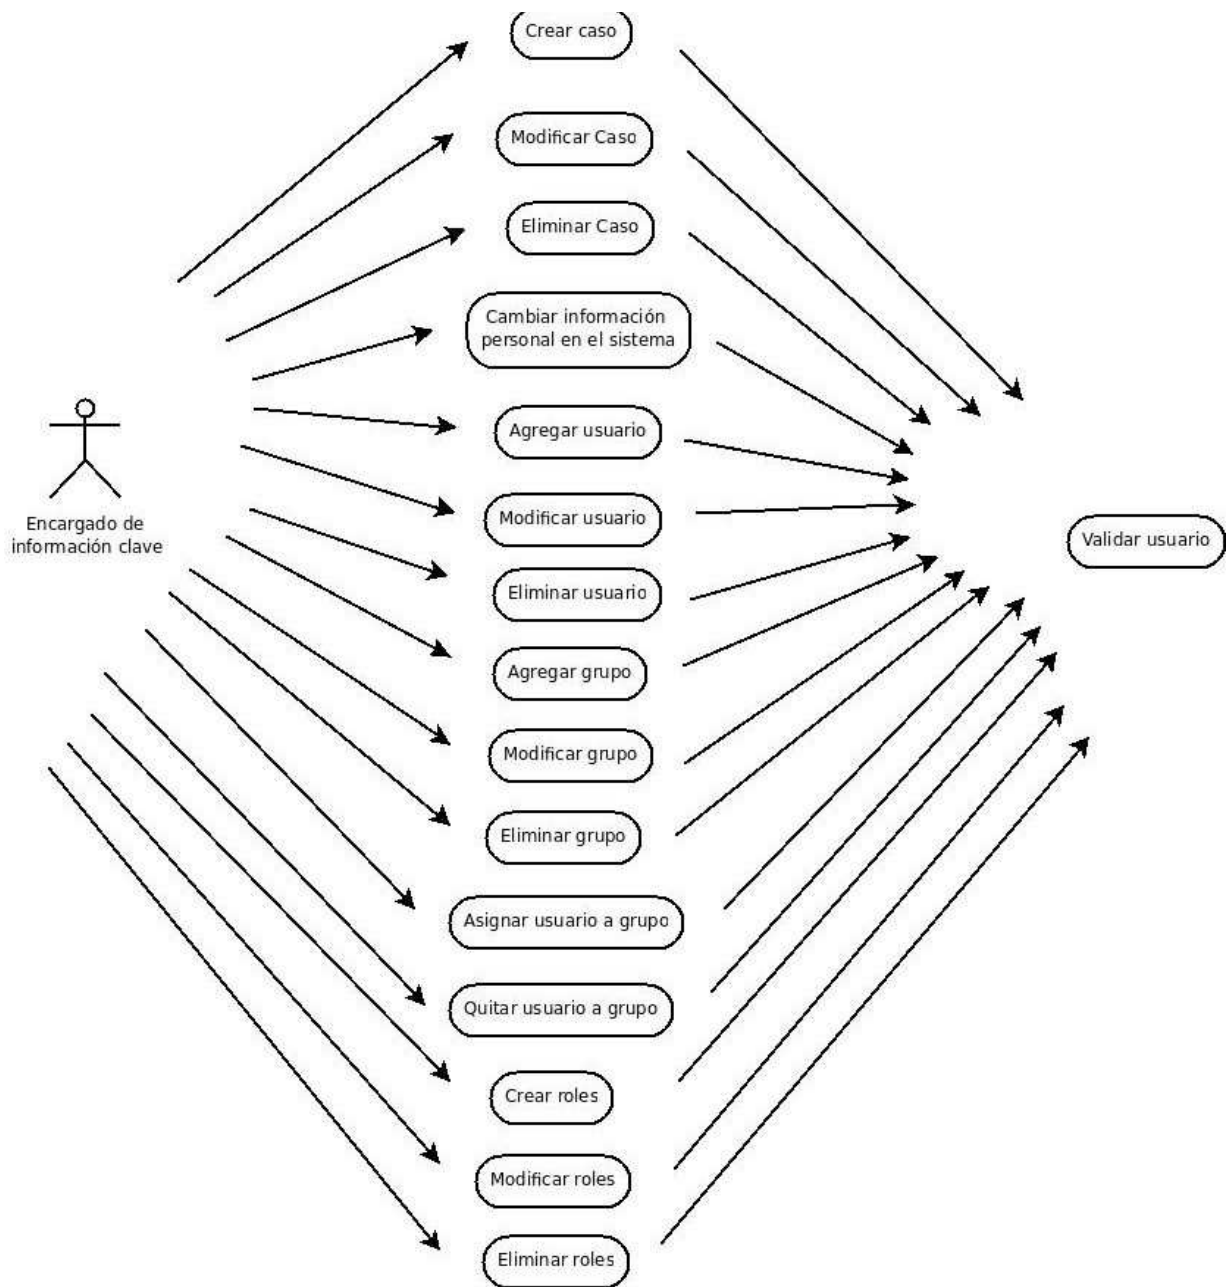 Crear caso
Modificar Caso
Eliminar Caso
Cambiar información
personal en el sistema
Agregar usuario
Modificar usuario
Eliminar usuario
Agregar grupo
Modificar grupo
Eliminar grupo
Asignar usuario a grupo
Quitar usuario a grupo
Crear roles
Modificar roles
Eliminar roles
Encargado de
información clave
Validar usuario